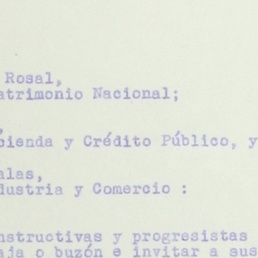 Rosal,
atrimonio Nacional;
cienda y Crédito Público, y
alas,
dustria y Comercio :
nstructivas y progresistas
aja o buzón e invitar a sus